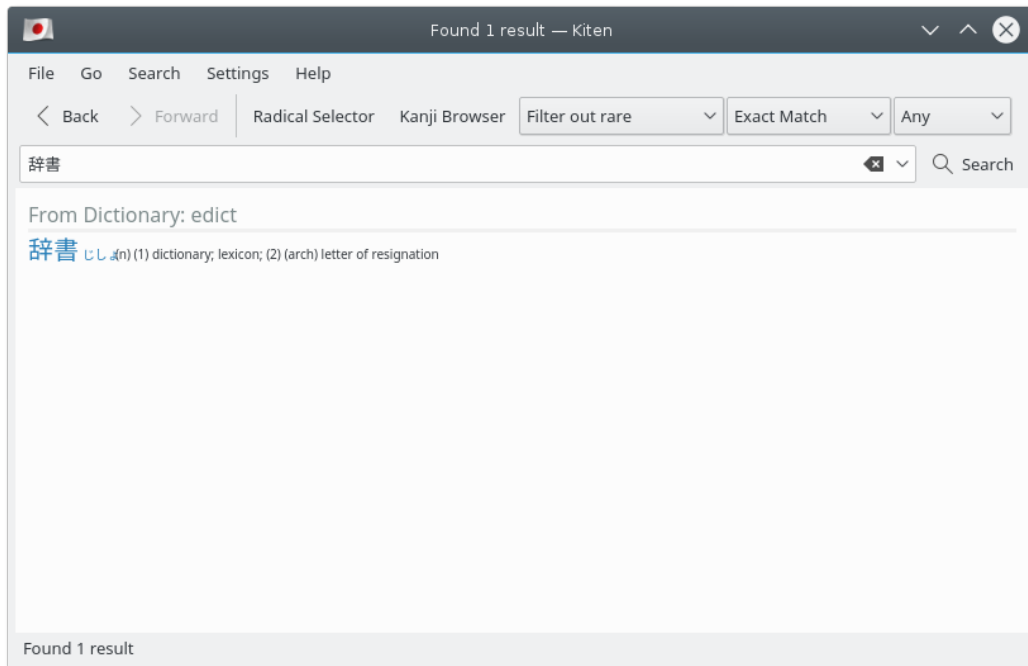 Found 1 result — Kiten
File Go Search Settings Help
Back Forward Radical Selector Kanji Browser Filter out rare Exact Match Any
辞書 Search
From Dictionary: edict
辞書 じしょ (n) (1) dictionary; lexicon; (2) (arch) letter of resignation
Found 1 result